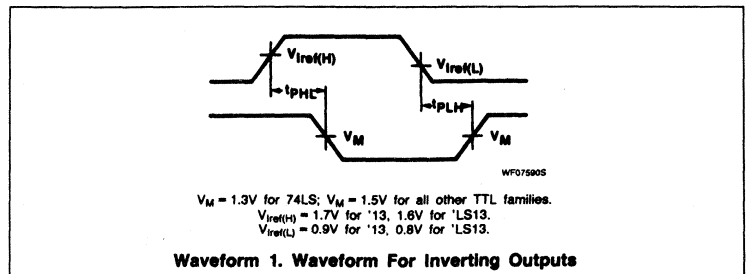 VIref(H)
VIref(L)
tPHL
tPLH
VM
VM
WF07590S
VM = 1.3V for 74LS; VM = 1.5V for all other TTL families.
VIref(H) = 1.7V for '13, 1.6V for 'LS13.
VIref(L) = 0.9V for '13, 0.8V for 'LS13.
Waveform 1. Waveform For Inverting Outputs